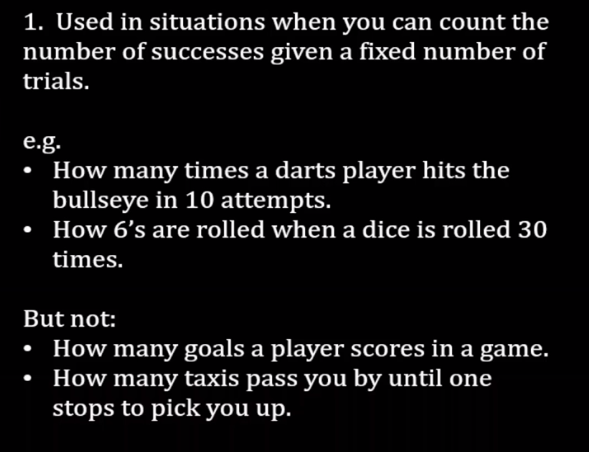 1. Used in situations when you can count the
number of successes given a fixed number of
trials.
e.g.
• How many times a darts player hits the
bullseye in 10 attempts.
• How 6’s are rolled when a dice is rolled 30
times.
But not:
• How many goals a player scores in a game.
• How many taxis pass you by until one
stops to pick you up.